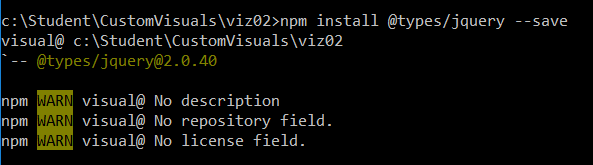 c:\Student\CustomVisuals\viz02>npm install @types/jquery --save
visual@ c:\Student\CustomVisuals\viz02
`-- @types/jquery@2.0.40
npm WARN visual@ No description
npm WARN visual@ No repository field.
npm WARN visual@ No license field.